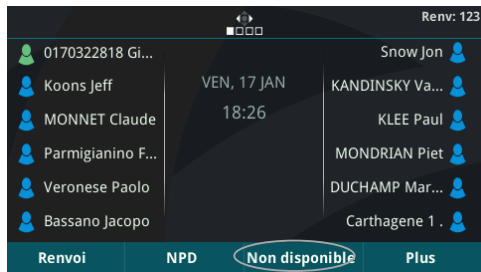 Renv: 123
0170322818 Gi...
Koons Jeff
MONNET Claude
Parmigianino F...
Veronese Paolo
Bassano Jacopo
VEN, 17 JAN
18:26
Snow Jon
KANDINSKY Va...
KLEE Paul
MONDRIAN Piet
DUCHAMP Mar...
Carthagene 1 .
Renvoi NPD Non disponible Plus